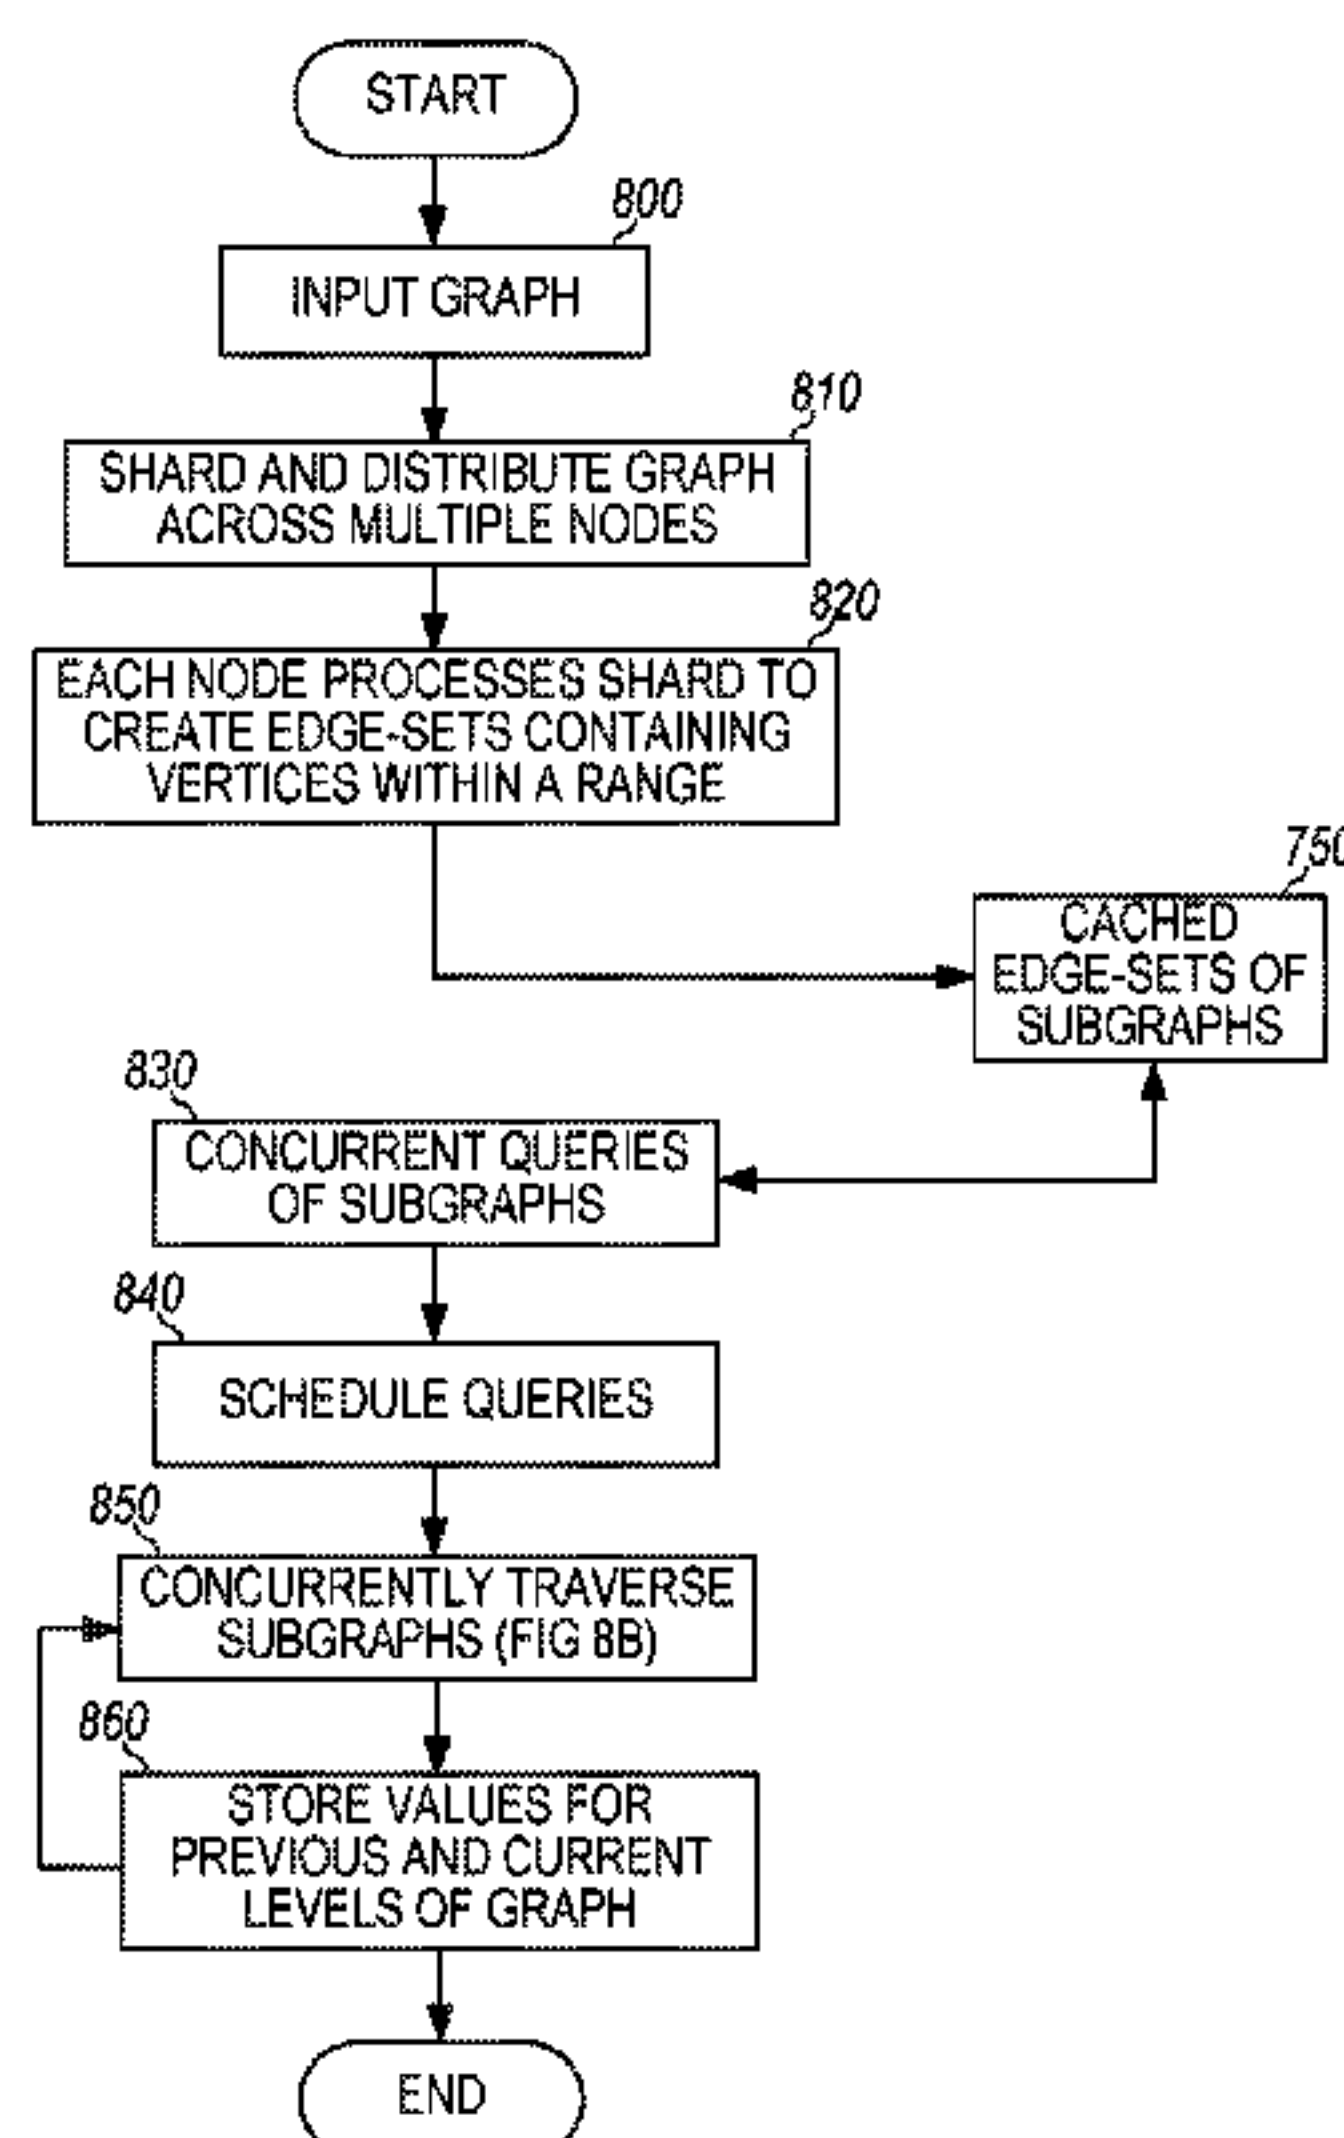 START
800
INPUT GRAPH
810
SHARD AND DISTRIBUTE GRAPH
ACROSS MULTIPLE NODES
820
EACH NODE PROCESSES SHARD TO
CREATE EDGE-SETS CONTAINING
VERTICES WITHIN A RANGE
750
CACHED
EDGE-SETS OF
SUBGRAPHS
830
CONCURRENT QUERIES
OF SUBGRAPHS
840
SCHEDULE QUERIES
850
CONCURRENTLY TRAVERSE
SUBGRAPHS (FIG 8B)
860
STORE VALUES FOR
PREVIOUS AND CURRENT
LEVELS OF GRAPH
END